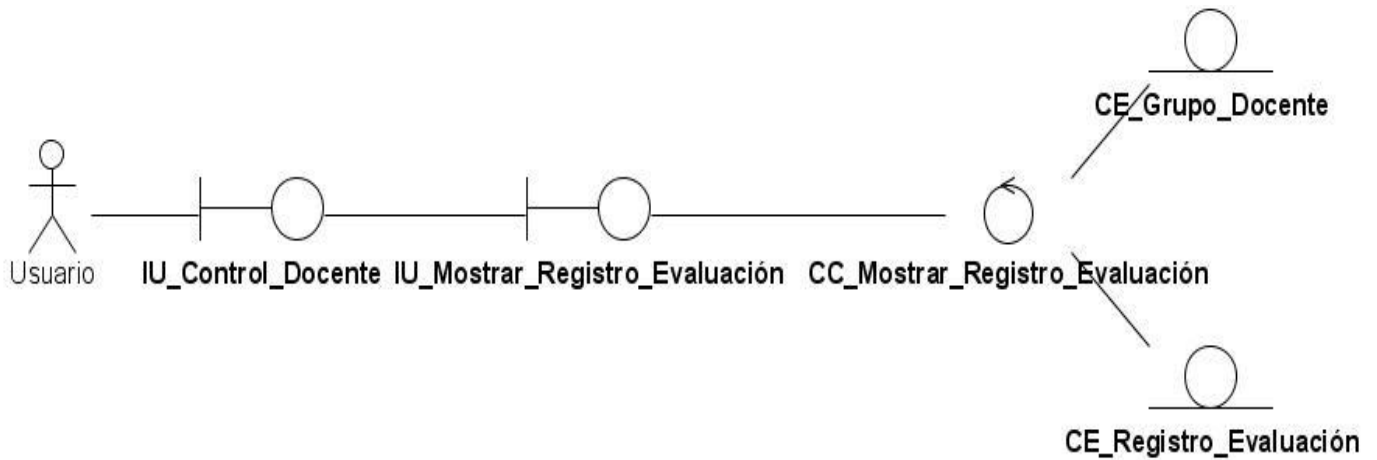 CE_Grupo_Docente
Usuario
IU_Control_Docente
IU_Mostrar_Registro_Evaluación
CC_Mostrar_Registro_Evaluación
CE_Registro_Evaluación